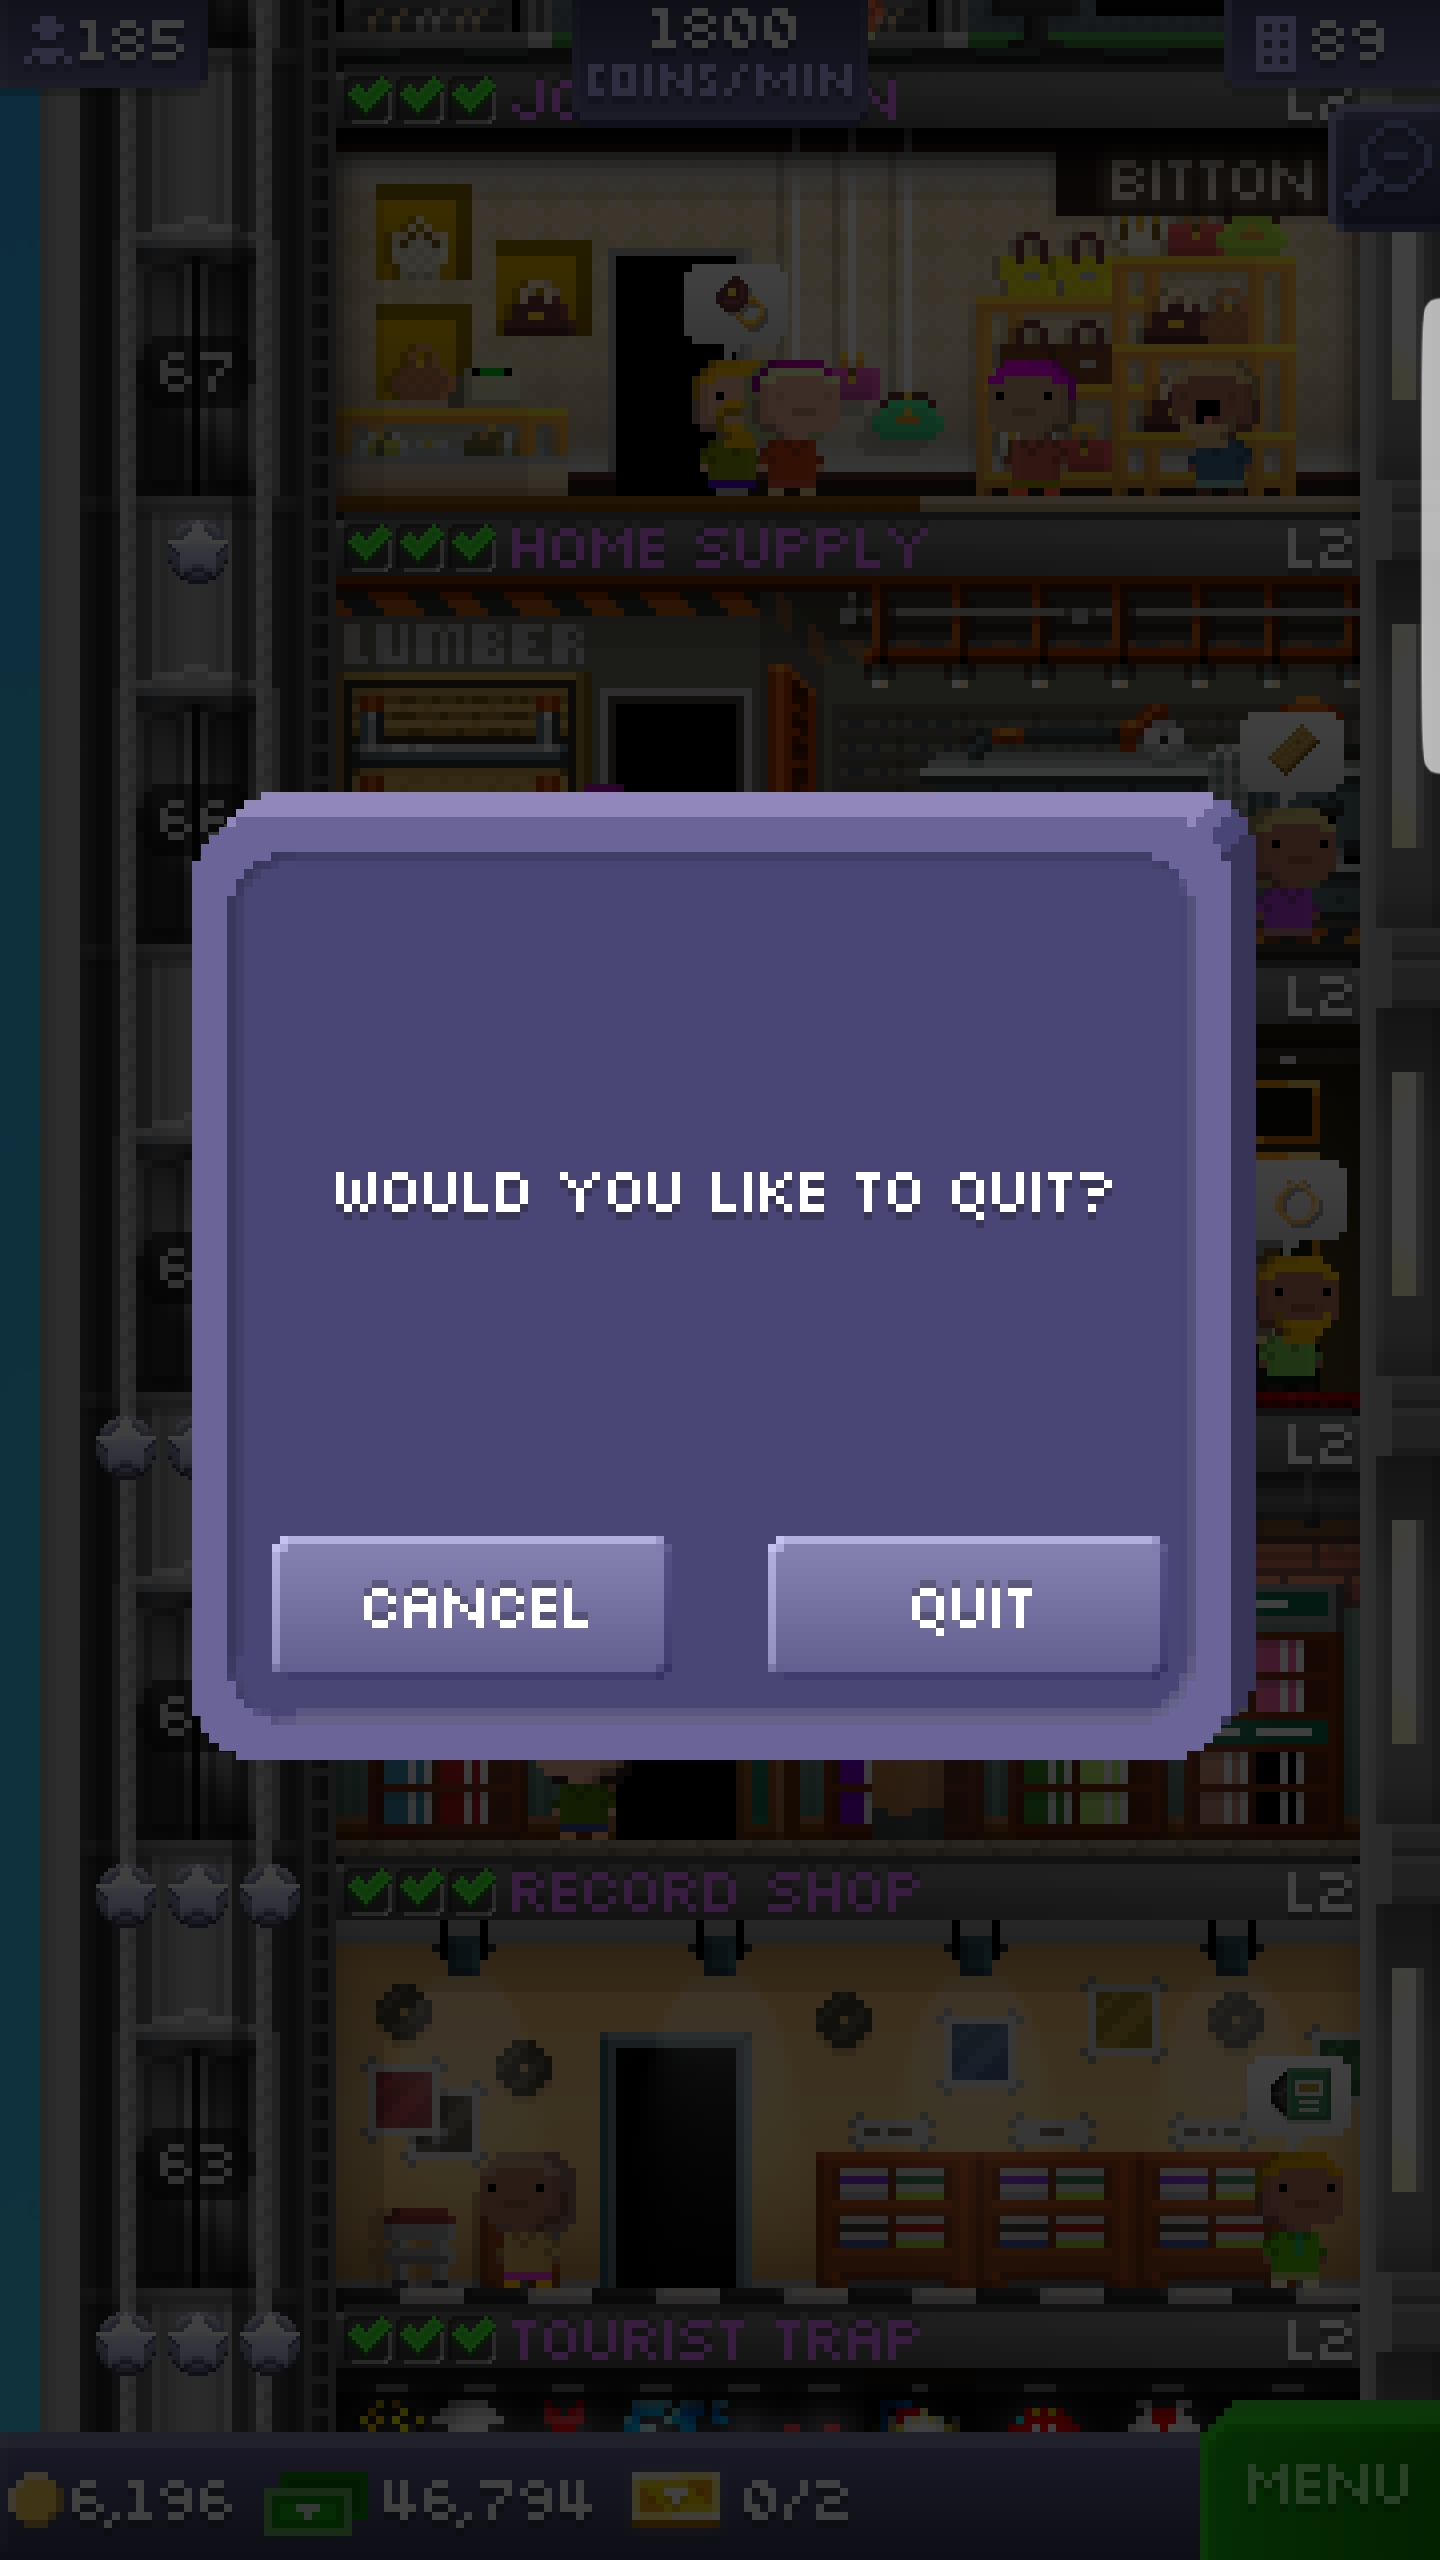 185
1800
COINS/MIN
89
L2
BITTON
67
HOME SUPPLY
L2
LUMBER
L2
WOULD YOU LIKE TO QUIT?
L2
CANCEL
QUIT
RECORD SHOP
L2
63
TOURIST TRAP
L2
6,196
46,794
0/2
MENU